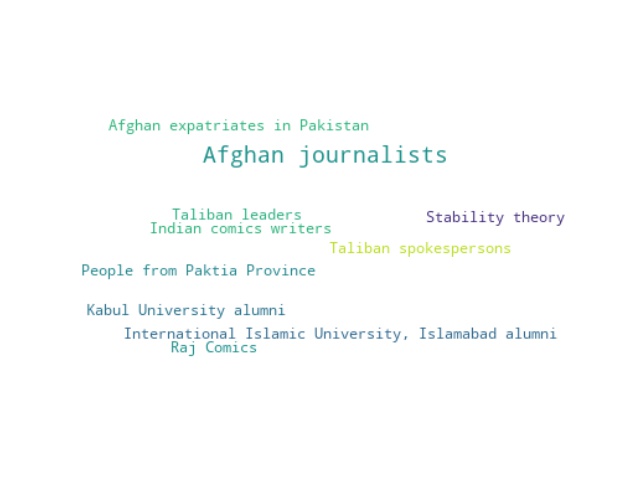 Afghan expatriates in Pakistan
Afghan journalists
Taliban leaders
Stability theory
Indian comics writers
Taliban spokespersons
People from Paktia Province
Kabul University alumni
International Islamic University, Islamabad alumni
Raj Comics